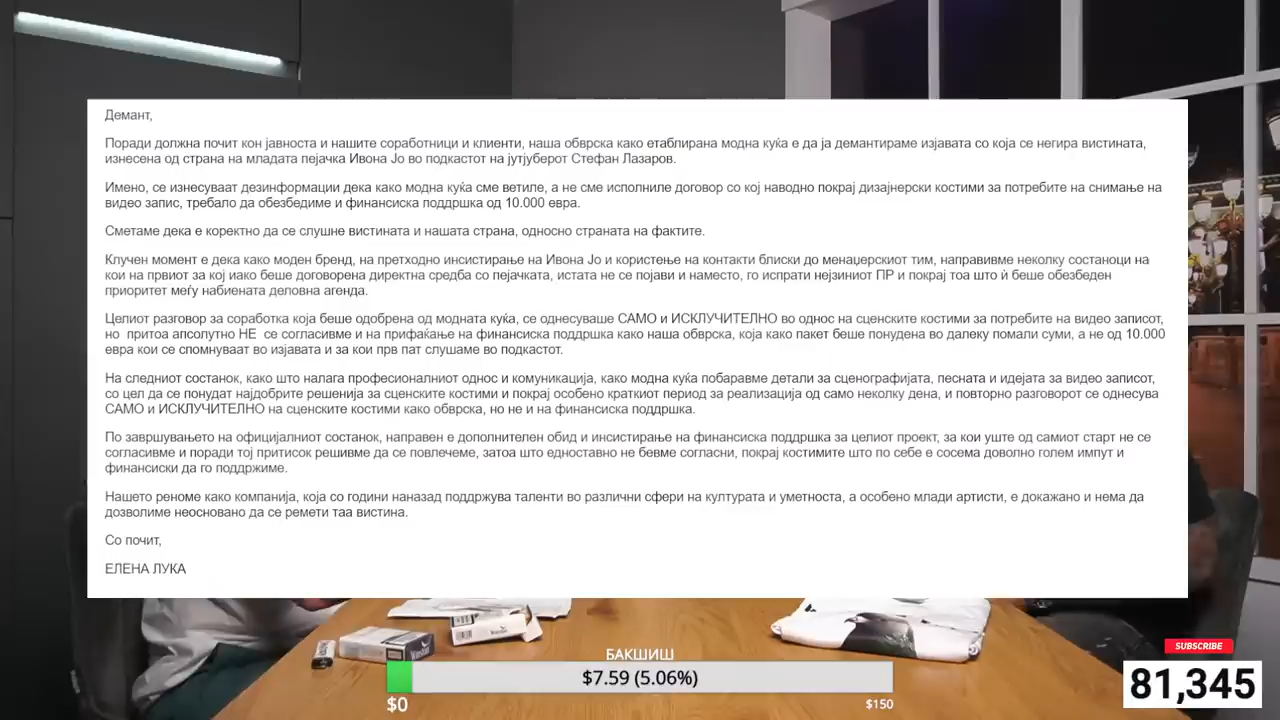 Демант,
Поради должна почит кон јавноста и нашите соработници и клиенти, наша обврска како етаблирана модна куќа е да ја демантираме изјавата со која се негира вистината,
изнесена од страна на младата пејачка Ивона Јо во подкастот на јутјуберот Стефан Лазаров.
Имено, се изнесуваат дезинформации дека како модна куќа сме ветиле, а не сме исполниле договор со кој наводно покрај дизајнерски костими за потребите на снимање на
видео запис, требало да обезбедиме и финансиска поддршка од 10.000 евра.
Сметаме дека е коректно да се слушне вистината и нашата страна, односно страната на фактите.
Клучен момент е дека како моден бренд, на претходно инсистирање на Ивона Јо и користење на контакти блиски до менаџерскиот тим, направивме неколку состаноци на
кои на првиот за кој иако беше договорена директна средба со пејачката, истата не се појави и наместо, го испрати нејзиниот ПР и покрај тоа што ѝ беше обезбеден
приоритет меѓу набиената деловна агенда.
Целиот разговор за соработка која беше одобрена од модната куќа, се однесуваше САМО и ИСКЛУЧИТЕЛНО во однос на сценските костими за потребите на видео записот,
но притоа апсолутно НЕ се согласивме и на прифаќање на финансиска поддршка како наша обврска, која како пакет беше понудена во далеку помали суми, а не од 10.000
евра кои се спомнуваат во изјавата и за кои прв пат слушаме во подкастот.
На следниот состанок, како што налага професионалниот однос и комуникација, како модна куќа побаравме детали за сценографијата, песната и идејата за видео записот,
со цел да се понудат најдобрите решенија за сценските костими и покрај особено краткиот период за реализација од само неколку дена, и повторно разговорот се однесува
САМО и ИСКЛУЧИТЕЛНО на сценските костими како обврска, но не и на финансиска поддршка.
По завршувањето на официјалниот состанок, направен е дополнителен обид и инсистирање на финансиска поддршка за целиот проект, за кои уште од самиот старт не се
согласивме и поради тој притисок решивме да се повлечеме, затоа што едноставно не бевме согласни, покрај костимите што по себе е сосема доволно голем импут и
финансиски да го поддржиме.
Нашето реноме како компанија, која со години наназад поддржува таленти во различни сфери на културата и уметноста, а особено млади артисти, е докажано и нема да
дозволиме неосновано да се ремети таа вистина.
Со почит,
ЕЛЕНА ЛУКА
БАКШИШ
$7.59 (5.06%)
$0
$150
SUBSCRIBE
81,345